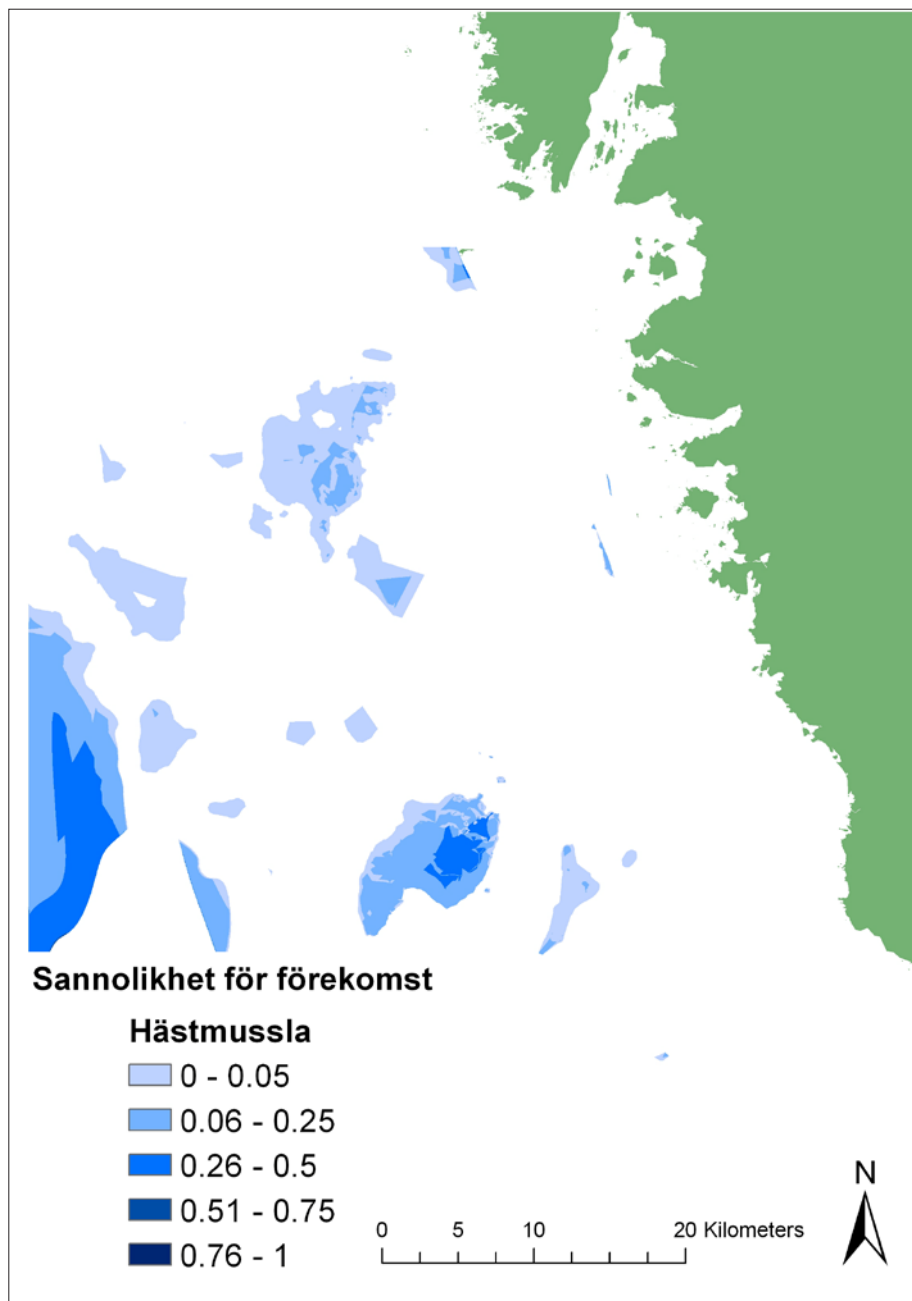 Sannolikhet för förekomst
Hästmussla
0 - 0.05
0.06 - 0.25
0.26 - 0.5
0.51 - 0.75
0.76 - 1
0 5 10 20 Kilometers
N